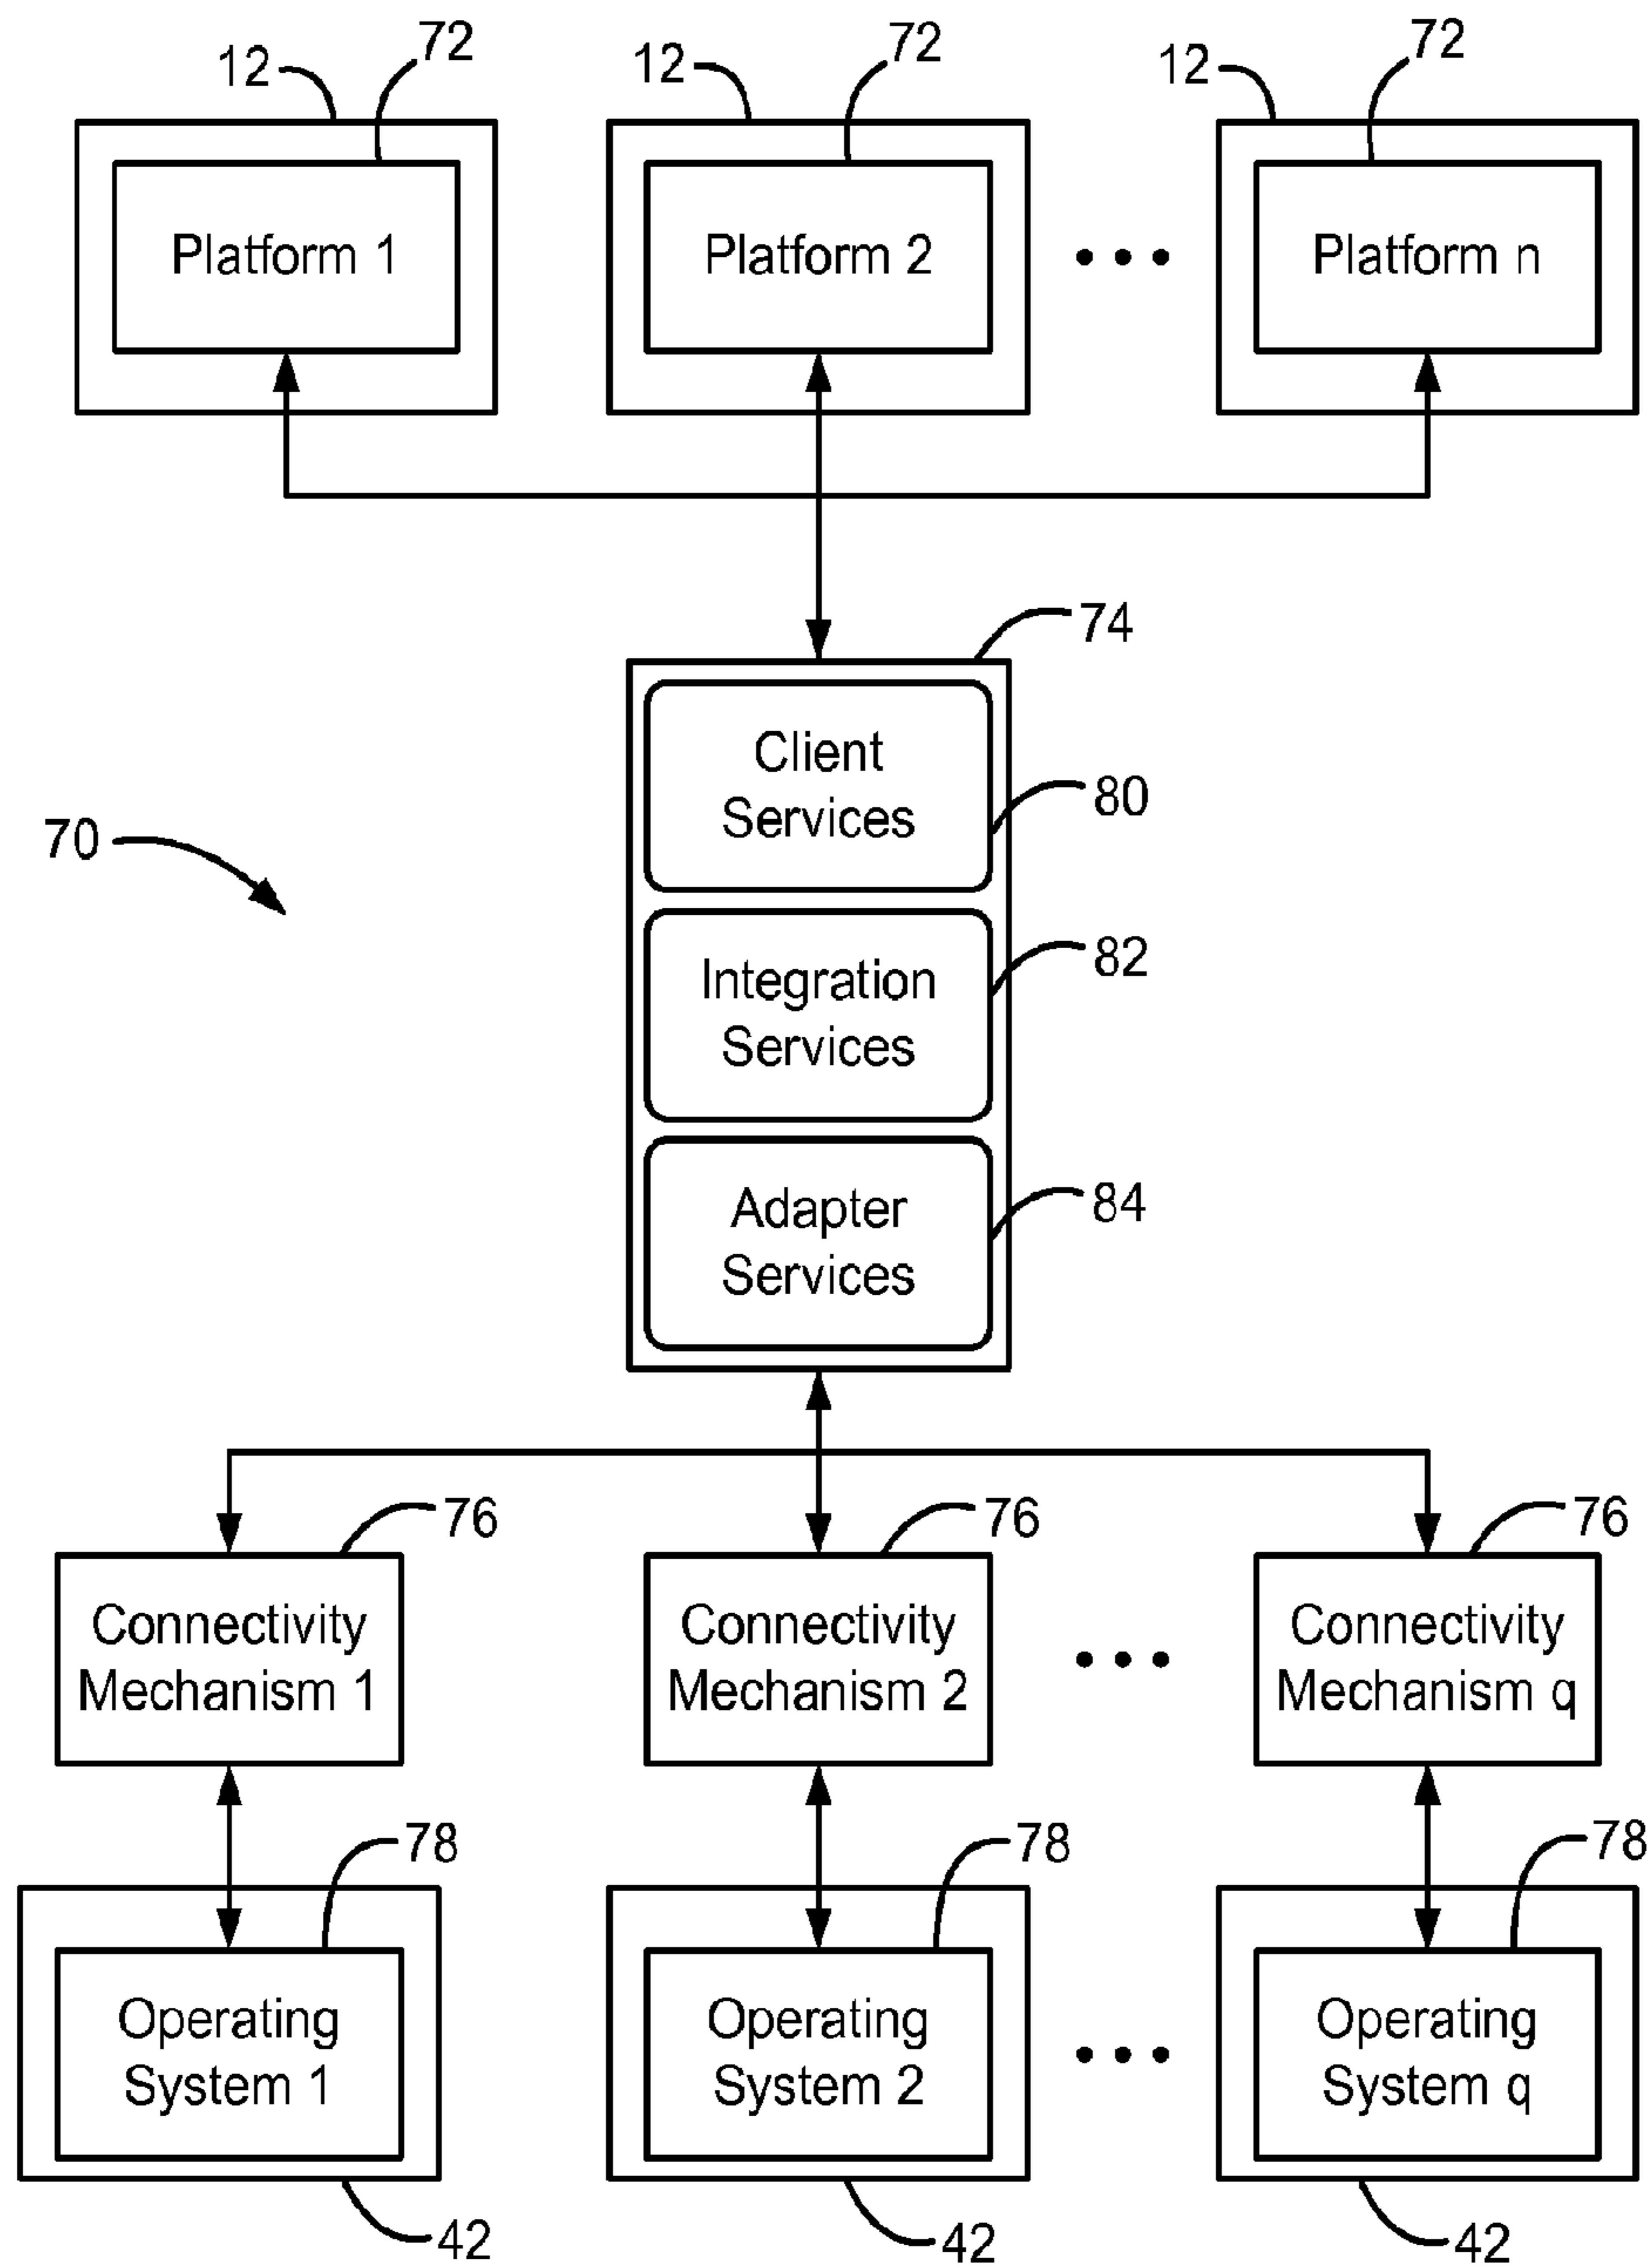 12 72 12 72 12 72
Platform 1 Platform 2 Platform n
74
Client
Services
80
70
Integration
Services
82
Adapter
Services
84
76 76 76
Connectivity
Mechanism 1
Connectivity
Mechanism 2
Connectivity
Mechanism q
78 78 78
Operating
System 1
Operating
System 2
Operating
System q
42 42 42